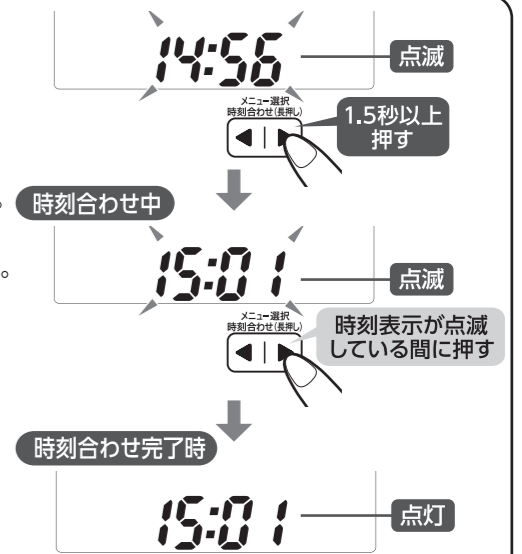 14:56
点滅
メニュー選択
時刻合わせ(長押し)
1.5秒以上
押す
時刻合わせ中
。
15:01
点滅
メニュー選択
時刻合わせ(長押し)
時刻表示が点滅
している間に押す
時刻合わせ完了時
15:01
点灯